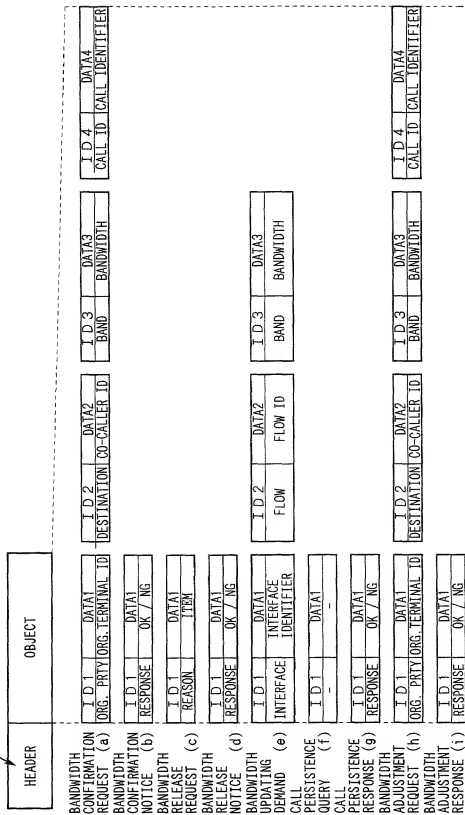 HEADER
OBJECT
BANDWIDTH
CONFIRMATION
REQUEST (a)
ID1
DATA1
ORG. PRTY
ORG. TERMINAL ID
ID2
DATA2
DESTINATION
CO-CALLER ID
ID3
DATA3
BAND
BANDWIDTH
ID4
DATA4
CALL ID
CALL IDENTIFIER
BANDWIDTH
CONFIRMATION
NOTICE (b)
ID1
DATA1
RESPONSE
OK / NG
BANDWIDTH
RELEASE
REQUEST (c)
ID1
DATA1
REASON
ITEM
BANDWIDTH
RELEASE
NOTICE (d)
ID1
DATA1
RESPONSE
OK / NG
BANDWIDTH
UPDATING
DEMAND (e)
ID1
DATA1
INTERFACE
INTERFACE
IDENTIFIER
ID2
DATA2
FLOW
FLOW ID
ID3
DATA3
BAND
BANDWIDTH
CALL
PERSISTENCE
QUERY (f)
ID1
DATA1
-
-
CALL
PERSISTENCE
RESPONSE (g)
ID1
DATA1
RESPONSE
OK / NG
BANDWIDTH
ADJUSTMENT
REQUEST (h)
ID1
DATA1
ORG. PRTY
ORG. TERMINAL ID
ID2
DATA2
DESTINATION
CO-CALLER ID
ID3
DATA3
BAND
BANDWIDTH
ID4
DATA4
CALL ID
CALL IDENTIFIER
BANDWIDTH
ADJUSTMENT
RESPONSE (i)
ID1
DATA1
RESPONSE
OK / NG